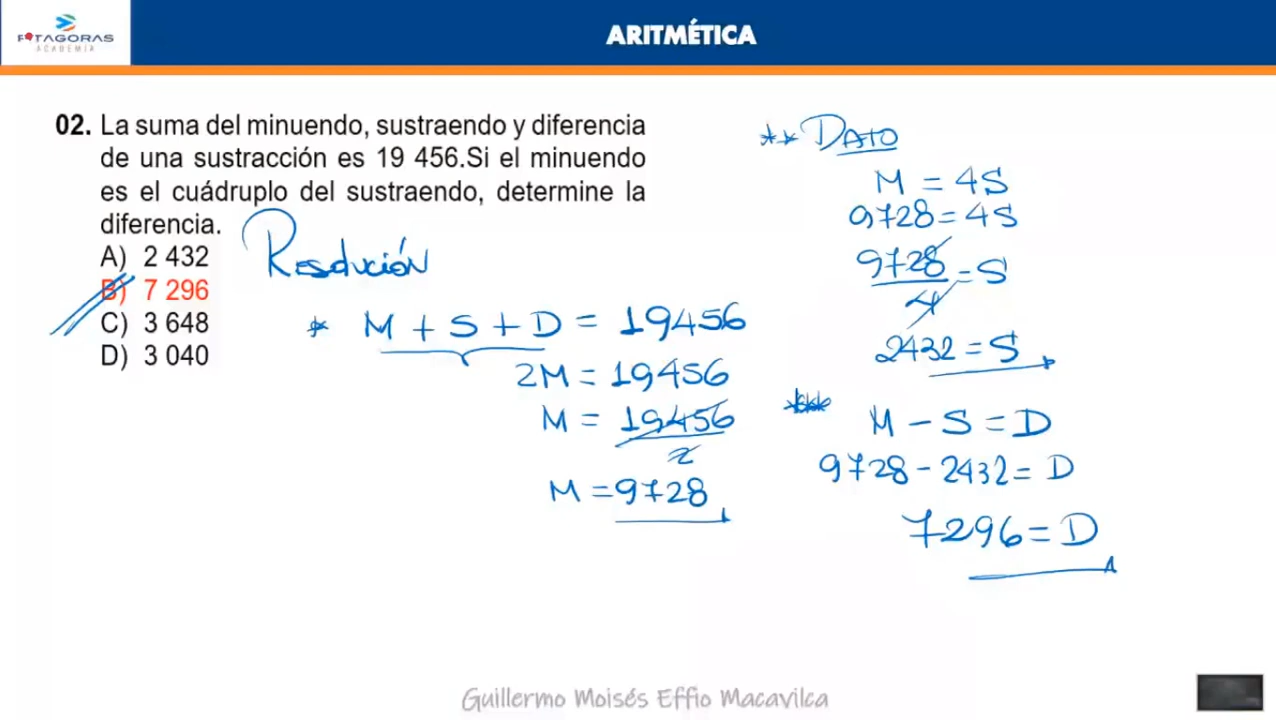 PITAGORAS
ACADEMIA
ARITMÉTICA
02. La suma del minuendo, sustraendo y diferencia
de una sustracción es 19 456.Si el minuendo
es el cuádruplo del sustraendo, determine la
diferencia.
A) 2 432
B) 7 296
C) 3 648
D) 3 040
Resolución
* M + S + D = 19456
2M = 19456
M = 19456
2
M = 9728
** DATO
M = 4S
9728 = 4S
9728 = S
4
2432 = S
M - S = D
9728 - 2432 = D
7296 = D
Guillermo Moisés Effio Macavilca